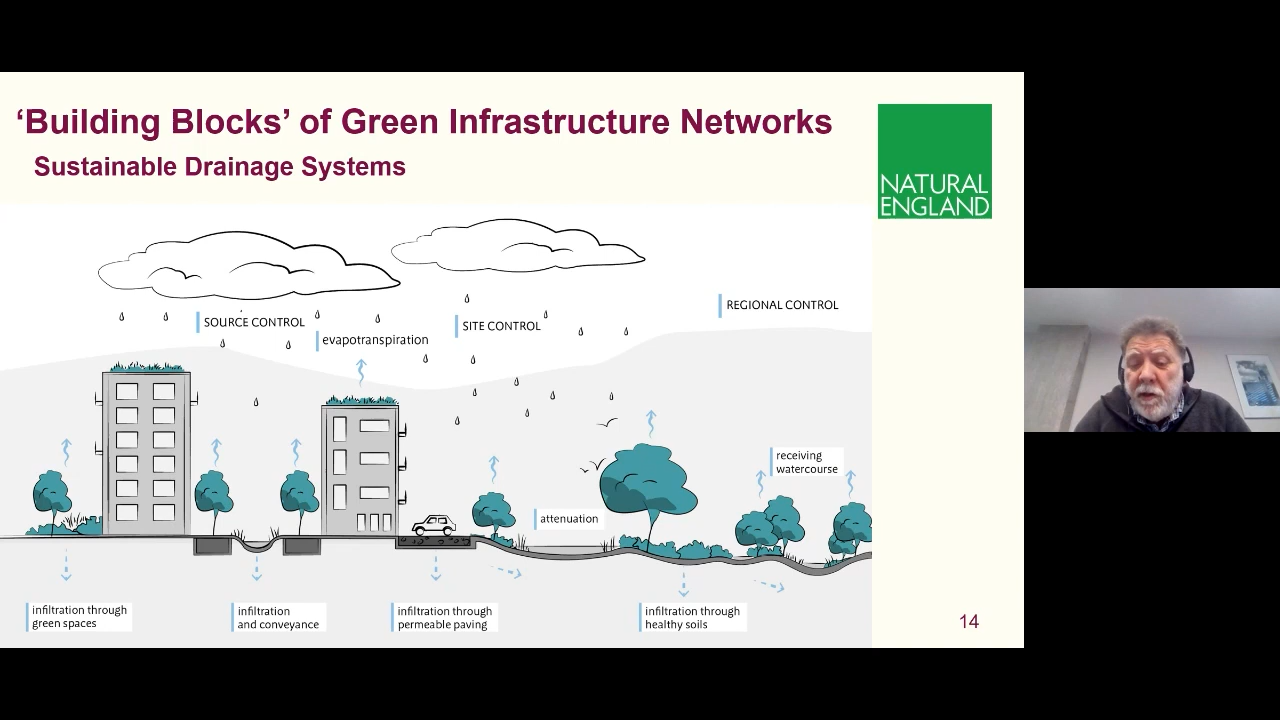 ‘Building Blocks’ of Green Infrastructure Networks
Sustainable Drainage Systems
NATURAL
ENGLAND
SOURCE CONTROL
evapotranspiration
SITE CONTROL
REGIONAL CONTROL
receiving
watercourse
attenuation
infiltration through
green spaces
infiltration
and conveyance
infiltration through
permeable paving
infiltration through
healthy soils
14